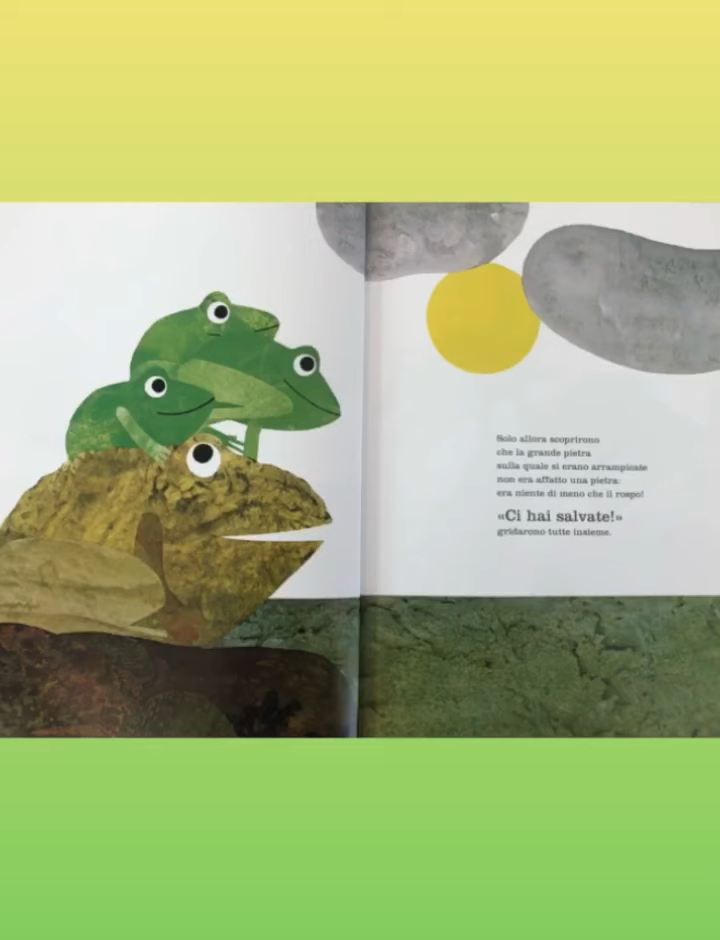 Solo allora scoprirono
che la grande pietra
sulla quale si erano arrampicate
non era affatto una pietra:
era niente di meno che il rospo!
«Ci hai salvate!»
gridarono tutte insieme.